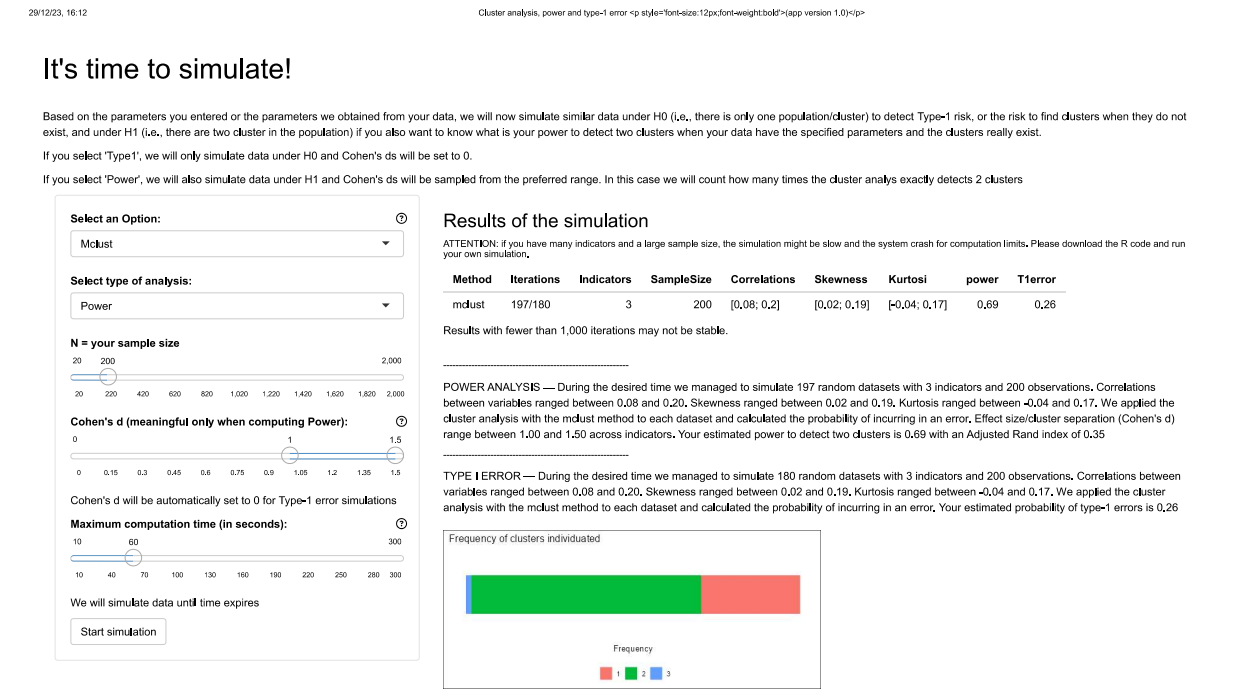 29/12/23, 16:12
Cluster analysis, power and type-1 error <p style='font-size:12px;font-weight:bold'>(app version 1.0)</p>
It's time to simulate!
Based on the parameters you entered or the parameters we obtained from your data, we will now simulate similar data under H0 (i.e., there is only one population/cluster) to detect Type-1 risk, or the risk to find clusters when they do not
exist, and under H1 (i.e., there are two cluster in the population) if you also want to know what is your power to detect two clusters when your data have the specified parameters and the clusters really exist.
If you select 'Type1', we will only simulate data under H0 and Cohen's ds will be set to 0.
If you select 'Power', we will also simulate data under H1 and Cohen's ds will be sampled from the preferred range. In this case we will count how many times the cluster analys exactly detects 2 clusters
Select an Option:
?
Mclust
Select type of analysis:
Power
N = your sample size
20 200 2,000
20 220 420 620 820 1,020 1,220 1,420 1,620 1,820 2,000
Cohen's d (meaningful only when computing Power):
?
0 1 1.5
0 0.15 0.3 0.45 0.6 0.75 0.9 1.05 1.2 1.35 1.5
Cohen's d will be automatically set to 0 for Type-1 error simulations
Maximum computation time (in seconds):
?
10 60 300
10 40 70 100 130 160 190 220 250 280 300
We will simulate data until time expires
Start simulation
Results of the simulation
ATTENTION: if you have many indicators and a large sample size, the simulation might be slow and the system crash for computation limits. Please download the R code and run
your own simulation.
Method Iterations Indicators SampleSize Correlations Skewness Kurtosi power T1error
mclust 197/180 3 200 [0.08; 0.2] [0.02; 0.19] [-0.04; 0.17] 0.69 0.26
Results with fewer than 1,000 iterations may not be stable.
-------------------------------------------------------------
POWER ANALYSIS — During the desired time we managed to simulate 197 random datasets with 3 indicators and 200 observations. Correlations
between variables ranged between 0.08 and 0.20. Skewness ranged between 0.02 and 0.19. Kurtosis ranged between -0.04 and 0.17. We applied the
cluster analysis with the mclust method to each dataset and calculated the probability of incurring in an error. Effect size/cluster separation (Cohen's d)
range between 1.00 and 1.50 across indicators. Your estimated power to detect two clusters is 0.69 with an Adjusted Rand index of 0.35
-------------------------------------------------------------
TYPE I ERROR — During the desired time we managed to simulate 180 random datasets with 3 indicators and 200 observations. Correlations between
variables ranged between 0.08 and 0.20. Skewness ranged between 0.02 and 0.19. Kurtosis ranged between -0.04 and 0.17. We applied the cluster
analysis with the mclust method to each dataset and calculated the probability of incurring in an error. Your estimated probability of type-1 errors is 0.26
Frequency of clusters individuated
Frequency
1 2 3